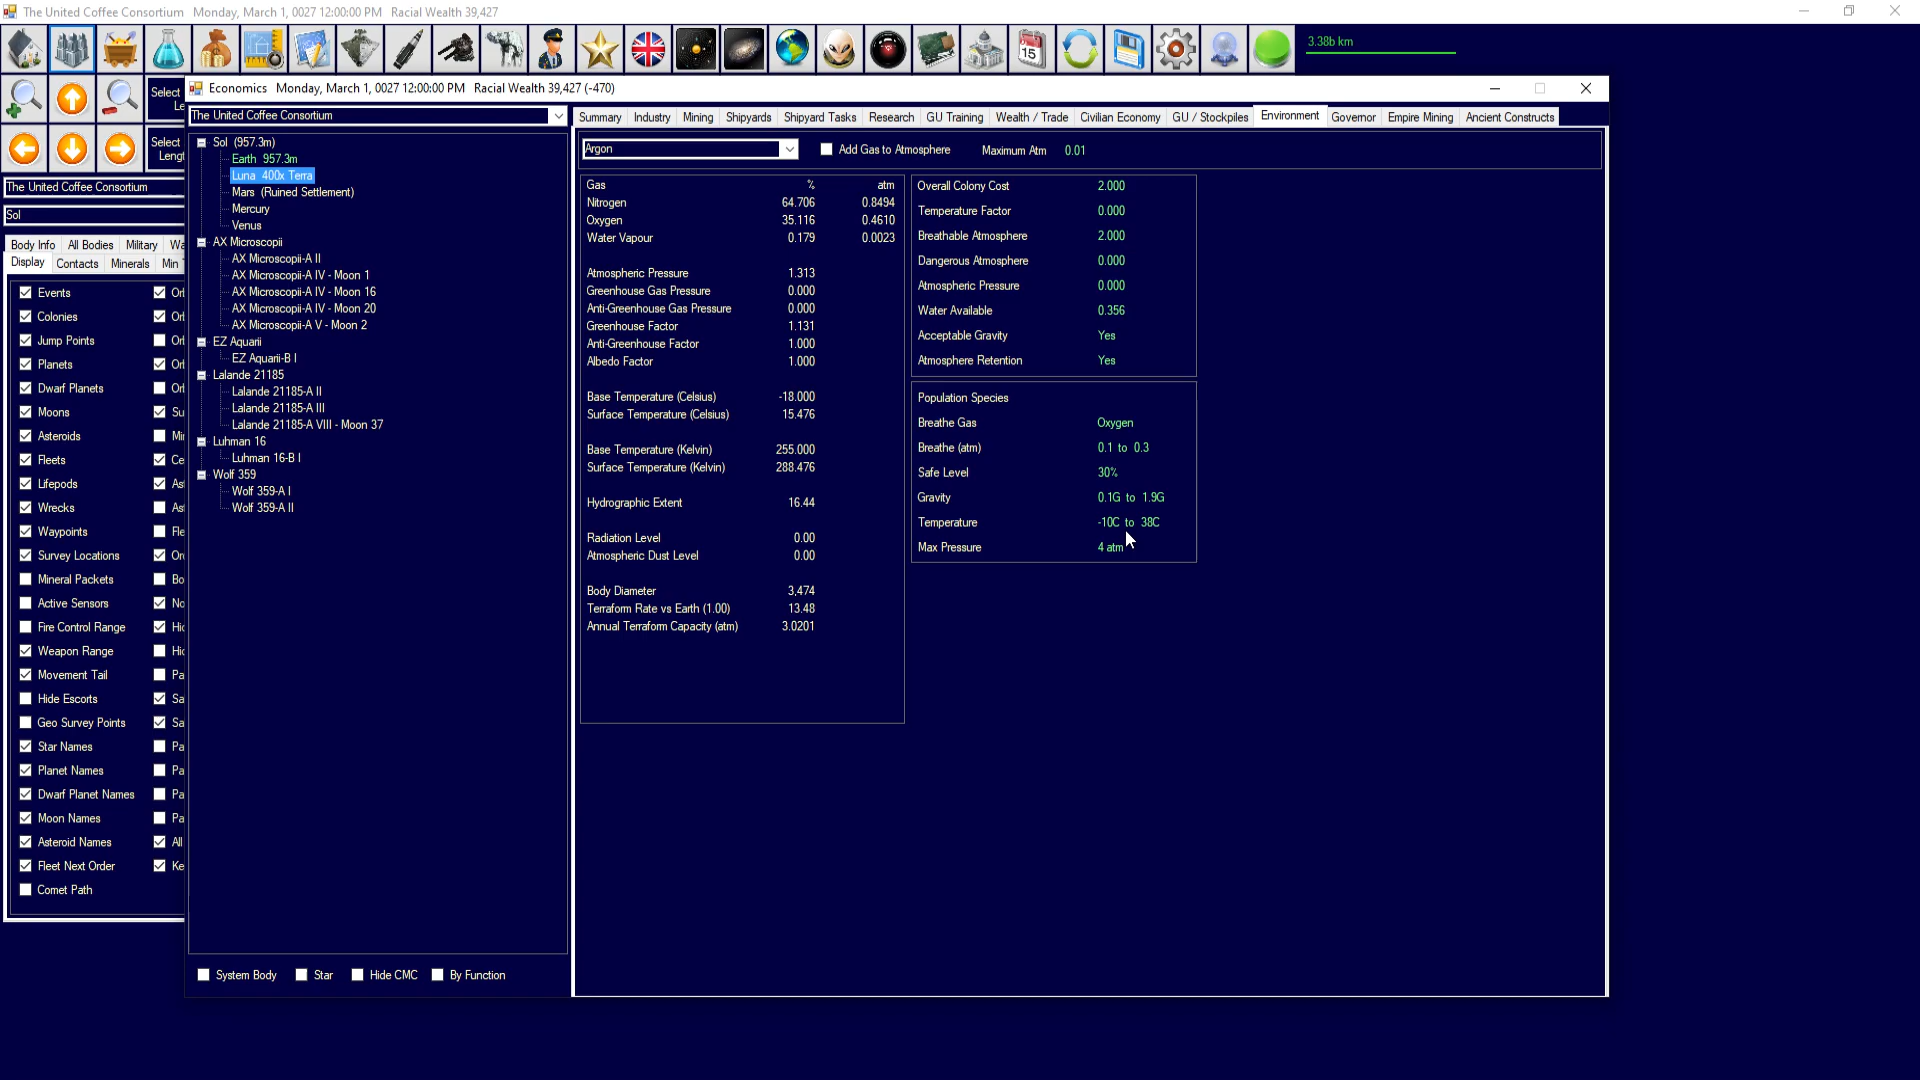 The United Coffee Consortium   Monday, March 1, 0027 12:00:00 PM   Racial Wealth 39,427
15
3.38b km
Select
Le
Select
Lengt
The United Coffee Consortium
Sol
Body Info All Bodies Military Wa
Display Contacts Minerals Min
Events
Colonies
Jump Points
Planets
Dwarf Planets
Moons
Asteroids
Fleets
Lifepods
Wrecks
Waypoints
Survey Locations
Mineral Packets
Active Sensors
Fire Control Range
Weapon Range
Movement Tail
Hide Escorts
Geo Survey Points
Star Names
Planet Names
Dwarf Planet Names
Moon Names
Asteroid Names
Fleet Next Order
Comet Path
Economics   Monday, March 1, 0027 12:00:00 PM   Racial Wealth 39,427 (-470)
The United Coffee Consortium
Sol (957.3m)
Earth 957.3m
Luna 400x Terra
Mars (Ruined Settlement)
Mercury
Venus
AX Microscopii
AX Microscopii-A II
AX Microscopii-A IV - Moon 1
AX Microscopii-A IV - Moon 16
AX Microscopii-A IV - Moon 20
AX Microscopii-A V - Moon 2
EZ Aquarii
EZ Aquarii-B I
Lalande 21185
Lalande 21185-A II
Lalande 21185-A III
Lalande 21185-A VIII - Moon 37
Luhman 16
Luhman 16-B I
Wolf 359
Wolf 359-A I
Wolf 359-A II
System Body Star Hide CMC By Function
Summary Industry Mining Shipyards Shipyard Tasks Research GU Training Wealth / Trade Civilian Economy GU / Stockpiles Environment Governor Empire Mining Ancient Constructs
Argon Add Gas to Atmosphere Maximum Atm 0.01
Gas % atm
Nitrogen 64.706 0.8494
Oxygen 35.116 0.4610
Water Vapour 0.179 0.0023
Atmospheric Pressure 1.313
Greenhouse Gas Pressure 0.000
Anti-Greenhouse Gas Pressure 0.000
Greenhouse Factor 1.131
Anti-Greenhouse Factor 1.000
Albedo Factor 1.000
Base Temperature (Celsius) -18.000
Surface Temperature (Celsius) 15.476
Base Temperature (Kelvin) 255.000
Surface Temperature (Kelvin) 288.476
Hydrographic Extent 16.44
Radiation Level 0.00
Atmospheric Dust Level 0.00
Body Diameter 3,474
Terraform Rate vs Earth (1.00) 13.48
Annual Terraform Capacity (atm) 3.0201
Overall Colony Cost 2.000
Temperature Factor 0.000
Breathable Atmosphere 2.000
Dangerous Atmosphere 0.000
Atmospheric Pressure 0.000
Water Available 0.356
Acceptable Gravity Yes
Atmosphere Retention Yes
Population Species
Breathe Gas Oxygen
Breathe (atm) 0.1 to 0.3
Safe Level 30%
Gravity 0.1G to 1.9G
Temperature -10C to 38C
Max Pressure 4 atm